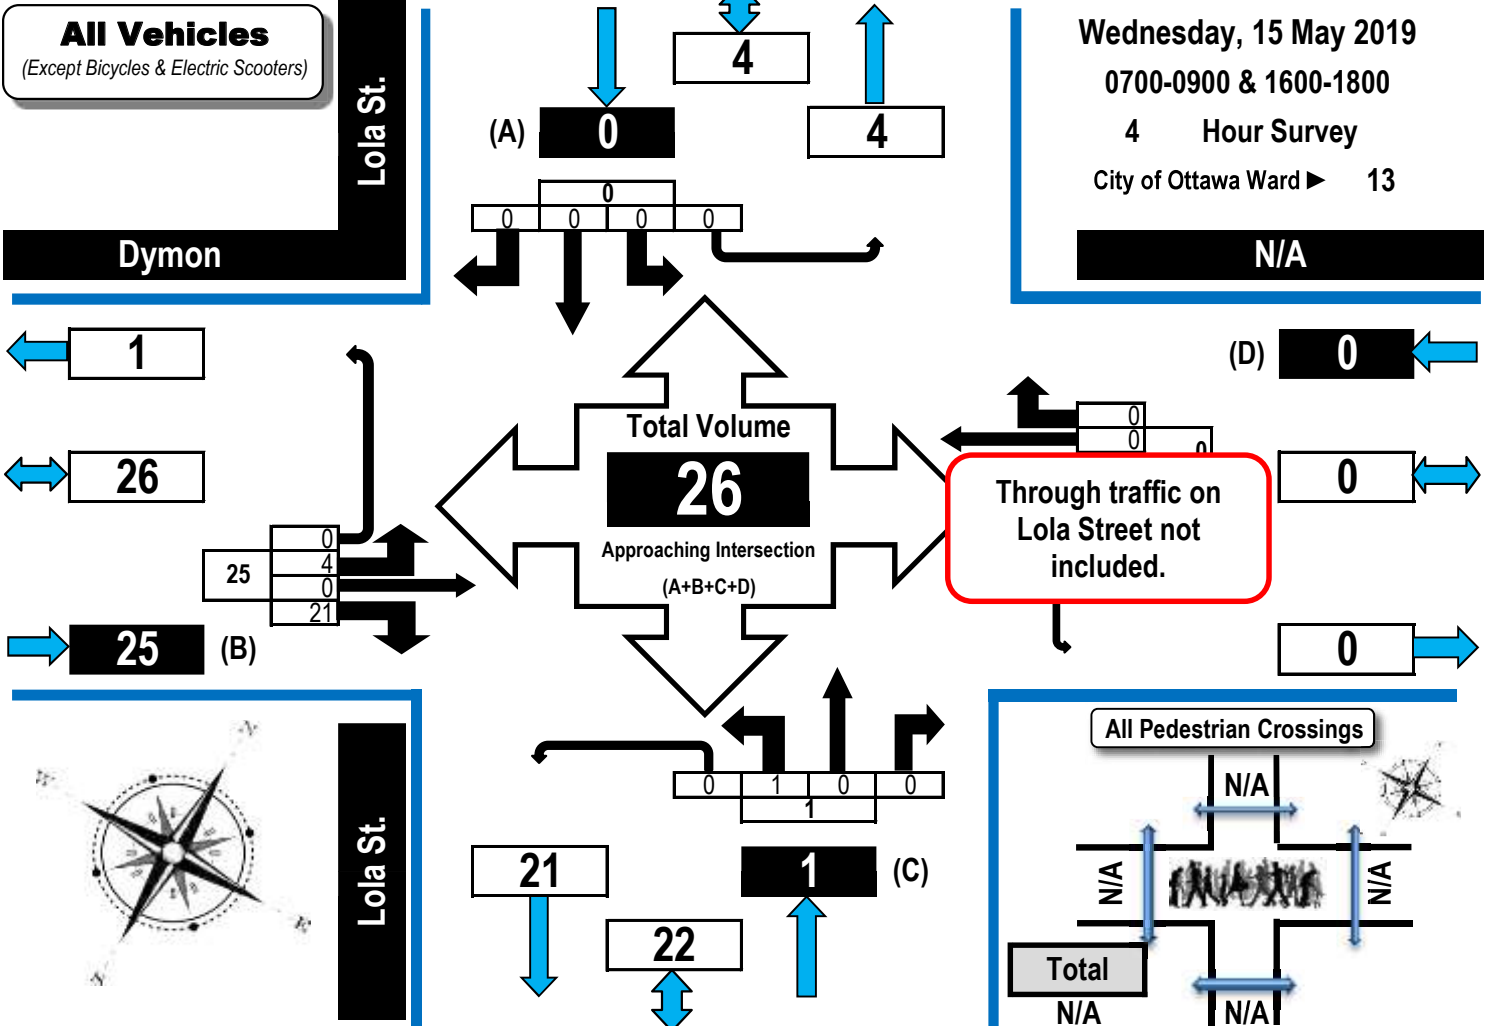 All Vehicles
(Except Bicycles & Electric Scooters)
Lola St.
Dymon
4
(A)
0
4
0
0
0
0
0
Wednesday, 15 May 2019
0700-0900 & 1600-1800
4 Hour Survey
City of Ottawa Ward ► 13
N/A
1
26
0
4
0
21
25
25
(B)
Total Volume
26
Approaching Intersection
(A+B+C+D)
(D)
0
0
0
0
Through traffic on
Lola Street not
included.
0
0
N
W
E
S
Lola St.
0
1
0
0
1
21
1
(C)
22
All Pedestrian Crossings
N/A
N/A
N/A
Total
N/A
N/A